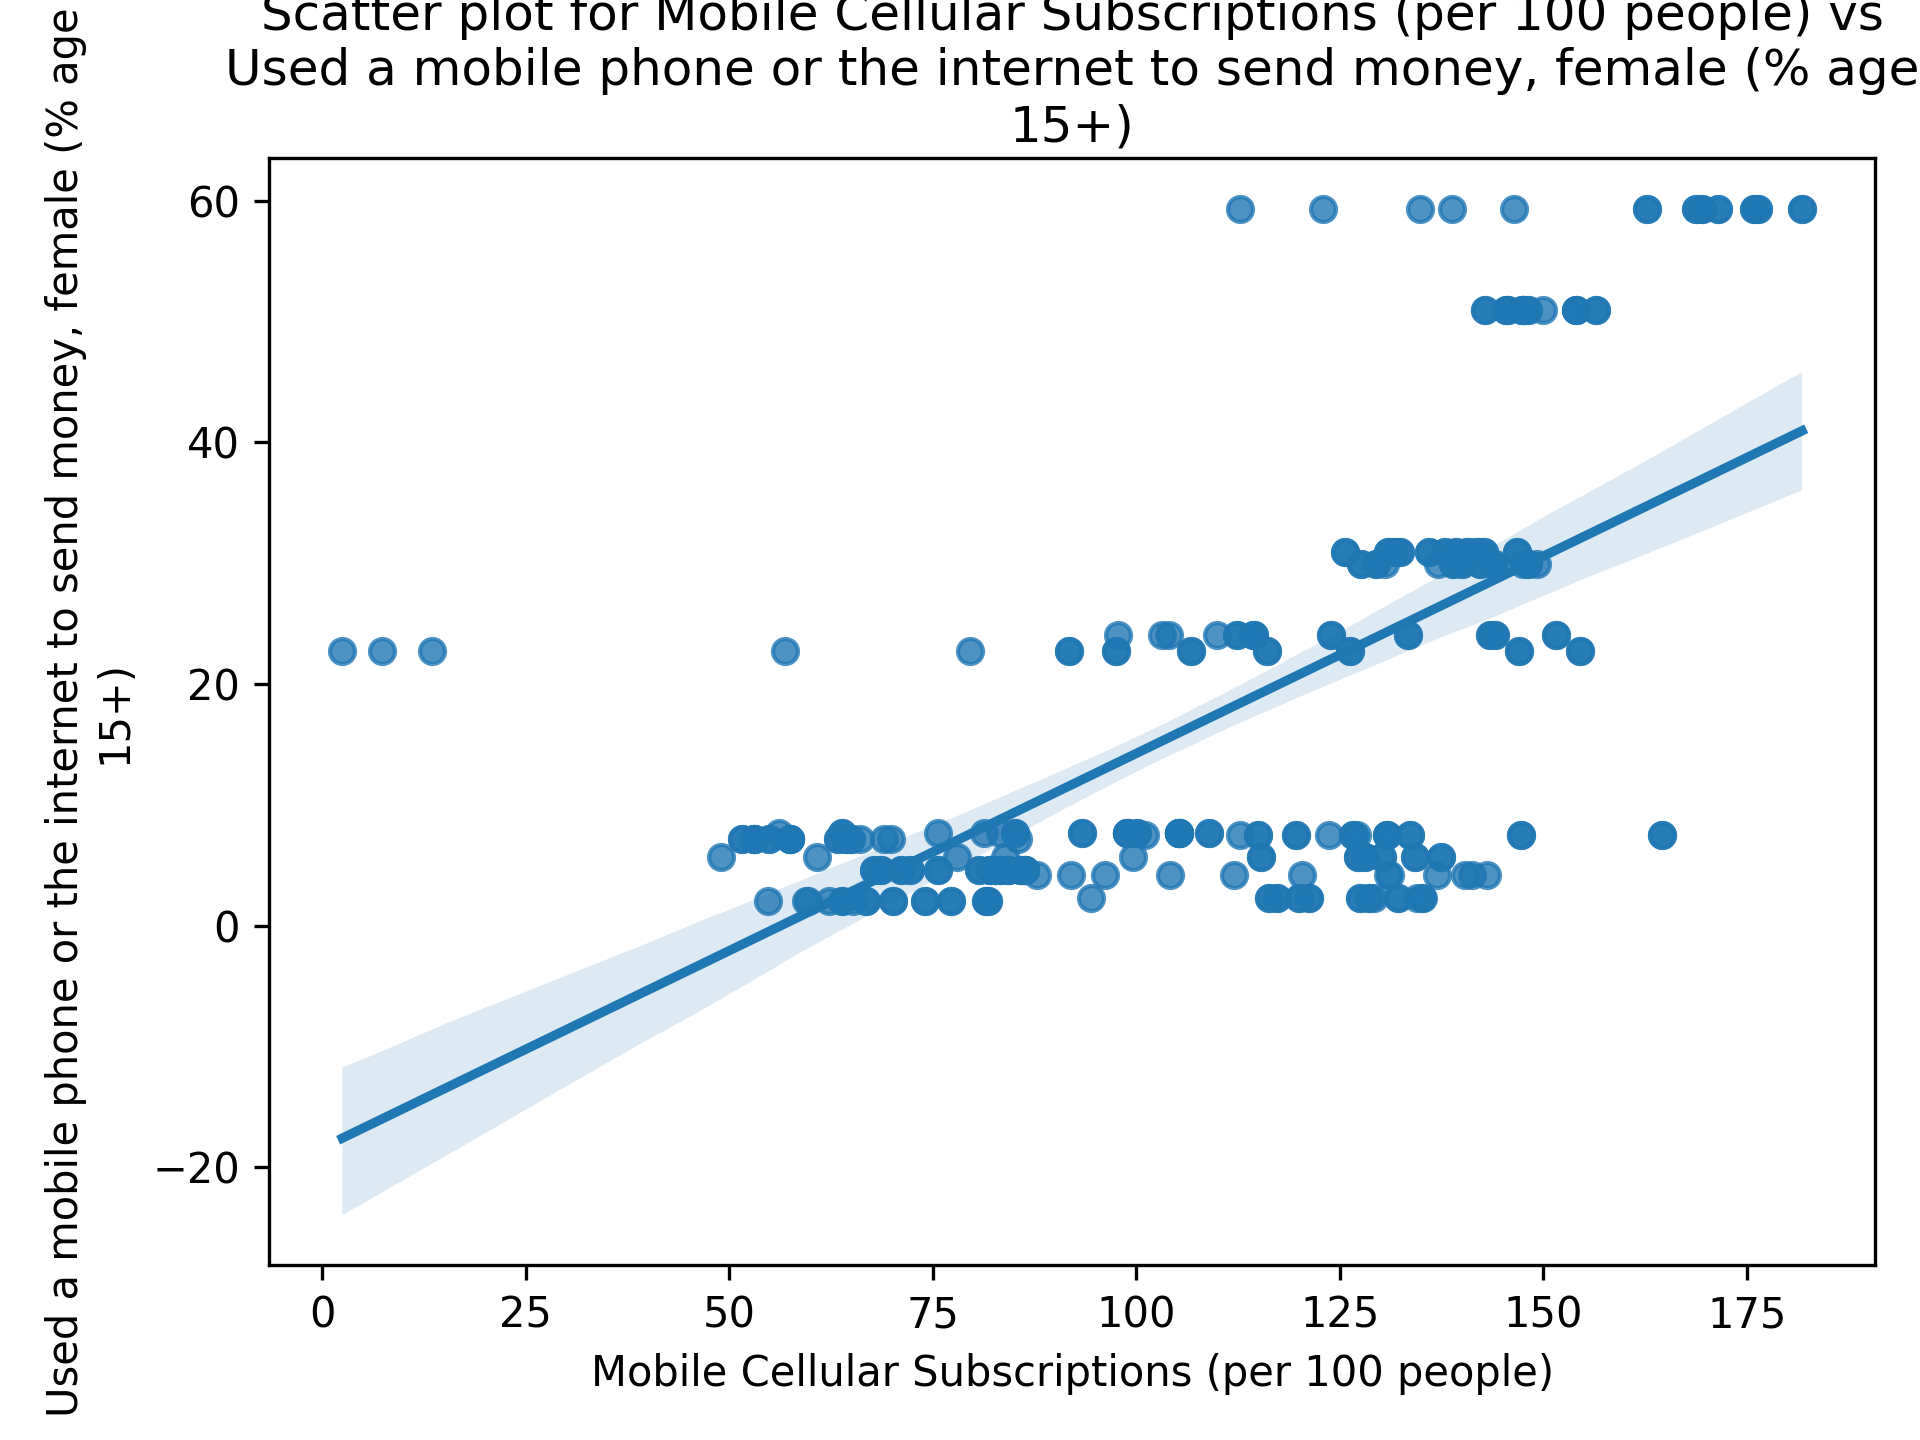 Scatter plot for Mobile Cellular Subscriptions (per 100 people) vs
Used a mobile phone or the internet to send money, female (% age
15+)
Used a mobile phone or the internet to send money, female (% age
15+)
60
40
20
0
−20
0 25 50 75 100 125 150 175
Mobile Cellular Subscriptions (per 100 people)